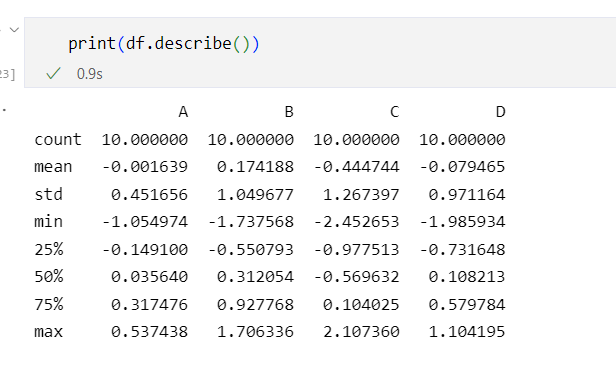 print(df.describe())
23]
0.9s
A B C D
count 10.000000 10.000000 10.000000 10.000000
mean -0.001639 0.174188 -0.444744 -0.079465
std 0.451656 1.049677 1.267397 0.971164
min -1.054974 -1.737568 -2.452653 -1.985934
25% -0.149100 -0.550793 -0.977513 -0.731648
50% 0.035640 0.312054 -0.569632 0.108213
75% 0.317476 0.927768 0.104025 0.579784
max 0.537438 1.706336 2.107360 1.104195